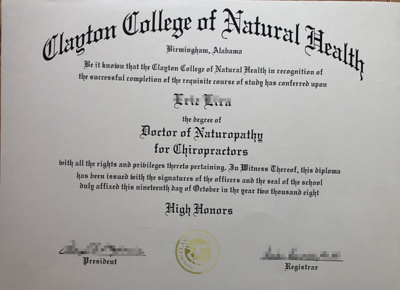 Clayton College of Natural Health
Birmingham, Alabama
Be it known that the Clayton College of Natural Health in recognition of
the successful completion of the requisite course of study has conferred upon
the degree of
Doctor of Naturopathy
for Chiropractors
with all the rights and privileges thereto pertaining. In Witness Thereof, this diploma
has been issued with the signatures of the officers and the seal of the school
duly affixed this nineteenth day of October in the year two thousand eight
High Honors
President
Registrar